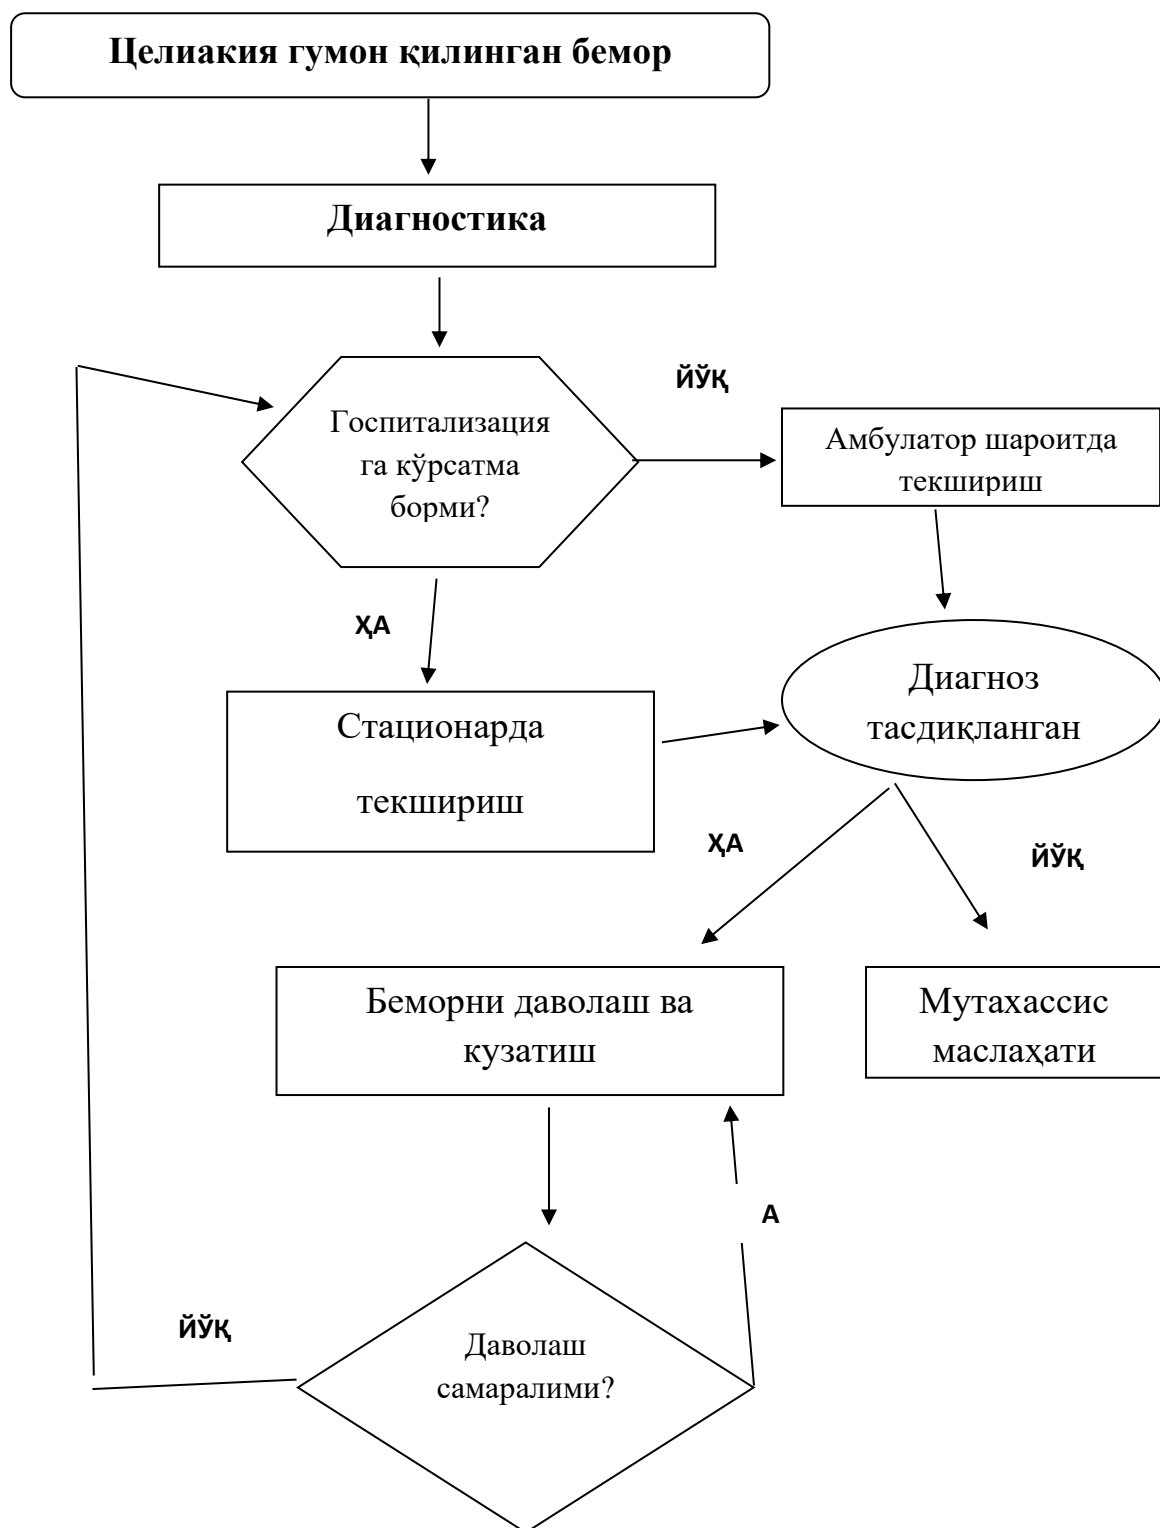 Целиакия гумон қилинган бемор
Диагностика
ЙЎҚ
Госпитализация
га кўрсатма
борми?
Амбулатор шароитда
текшириш
ҲА
Диагноз
тасдиқланган
Стационарда
текшириш
ҲА
ЙЎҚ
Беморни даволаш ва
кузатиш
Мутахассис
маслаҳати
А
ЙЎҚ
Даволаш
самаралими?